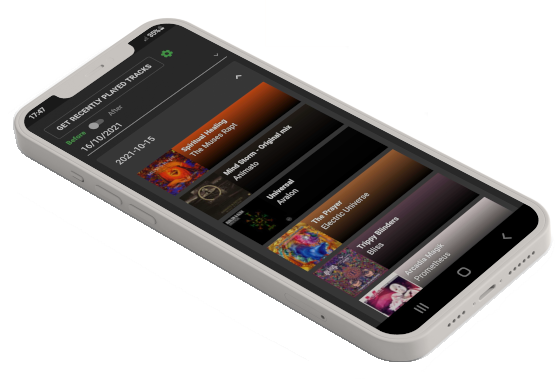 17:47
85%
GET RECENTLY PLAYED TRACKS
Before
After
16/10/2021
2021-10-15
Spiritual Healing
The Muses Rapt
Mind Storm - Original mix
Animato
Universal
Avalon
The Prayer
Electric Universe
Trippy Blinders
Bliss
Arcadia Magik
Prometheus